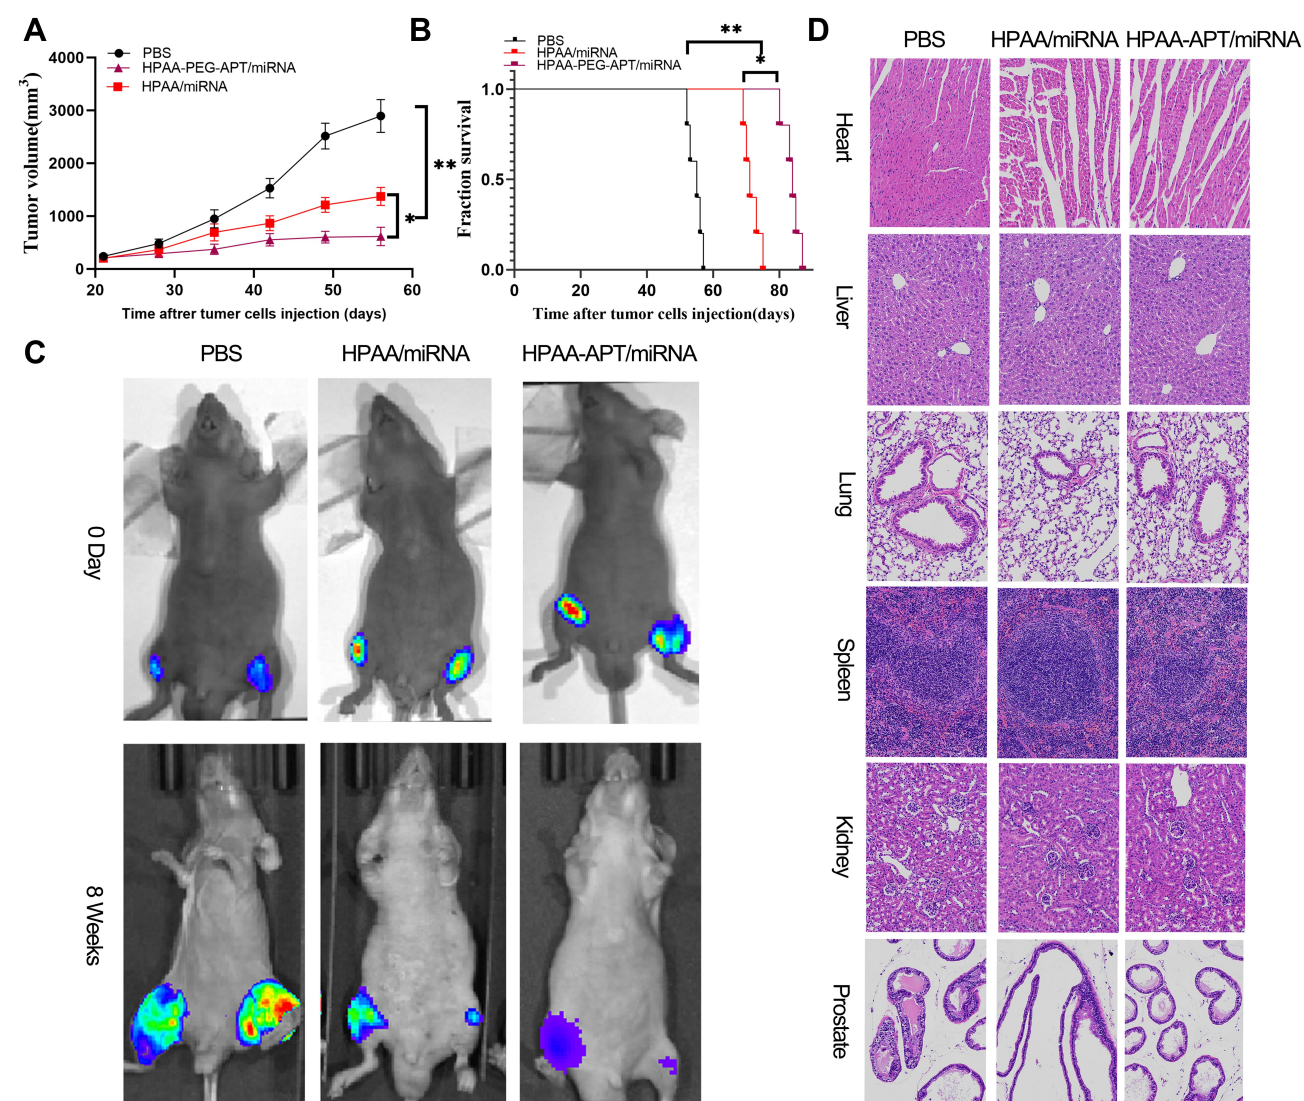 A
PBS
HPAA-PEG-APT/miRNA
HPAA/miRNA
Tumor volume(mm³)
4000
3000
2000
1000
0
20
30
40
50
60
Time aftrer tumer cells injection (days)
**
*
B
PBS
HPAA/miRNA
HPAA-PEG-APT/miRNA
**
*
Fraction survival
1.0
0.5
0.0
0
20
40
60
80
Time after tumor cells injection(days)
C
PBS
HPAA/miRNA
HPAA-APT/miRNA
0 Day
8 Weeks
D
PBS
HPAA/miRNA
HPAA-APT/miRNA
Heart
Liver
Lung
Spleen
Kidney
Prostate